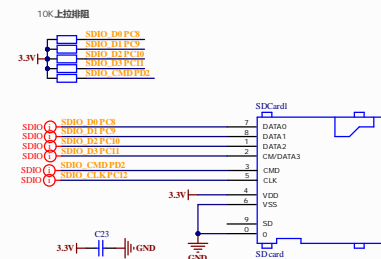 10K上拉排阻
SDIO_D0 PC8
SDIO_D1 PC9
SDIO_D2 PC10
SDIO_D3 PC11
SDIO_CMD PD2
3.3V
SDCard1
SDIO i SDIO_D0 PC8 7 DATA0
SDIO i SDIO_D1 PC9 8 DATA1
SDIO i SDIO_D2 PC10 1 DATA2
SDIO i SDIO_D3 PC11 2 CM/DATA3
SDIO i SDIO_CMD PD2 3 CMD
SDIO i SDIO_CLK PC12 5 CLK
3.3V 4 VDD
6 VSS
9 SD
0 0
C23
3.3V GND
GND
SDcard